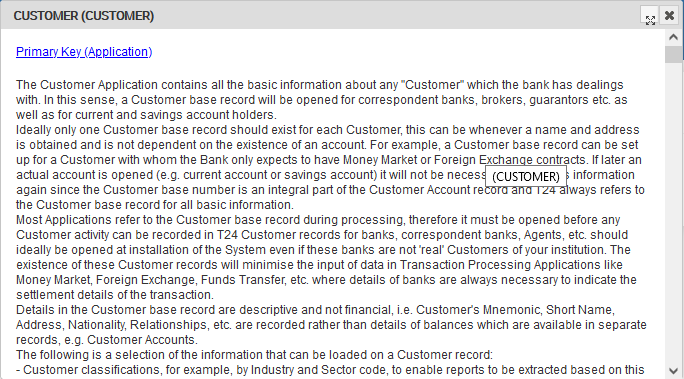 CUSTOMER (CUSTOMER)
Primary Key (Application)
The Customer Application contains all the basic information about any "Customer" which the bank has dealings
with. In this sense, a Customer base record will be opened for correspondent banks, brokers, guarantors etc. as
well as for current and savings account holders.
Ideally only one Customer base record should exist for each Customer, this can be whenever a name and address
is obtained and is not dependent on the existence of an account. For example, a Customer base record can be set
up for a Customer with whom the Bank only expects to have Money Market or Foreign Exchange contracts. If later an
actual account is opened (e.g. current account or savings account) it will not be necess s information
(CUSTOMER)
again since the Customer base number is an integral part of the Customer Account record and T24 always refers to
the Customer base record for all basic information.
Most Applications refer to the Customer base record during processing, therefore it must be opened before any
Customer activity can be recorded in T24 Customer records for banks, correspondent banks, Agents, etc. should
ideally be opened at installation of the System even if these banks are not 'real' Customers of your institution. The
existence of these Customer records will minimise the input of data in Transaction Processing Applications like
Money Market, Foreign Exchange, Funds Transfer, etc. where details of banks are always necessary to indicate the
settlement details of the transaction.
Details in the Customer base record are descriptive and not financial, i.e. Customer's Mnemonic, Short Name,
Address, Nationality, Relationships, etc. are recorded rather than details of balances which are available in separate
records, e.g. Customer Accounts.
The following is a selection of the information that can be loaded on a Customer record:
- Customer classifications, for example, by Industry and Sector code, to enable reports to be extracted based on this